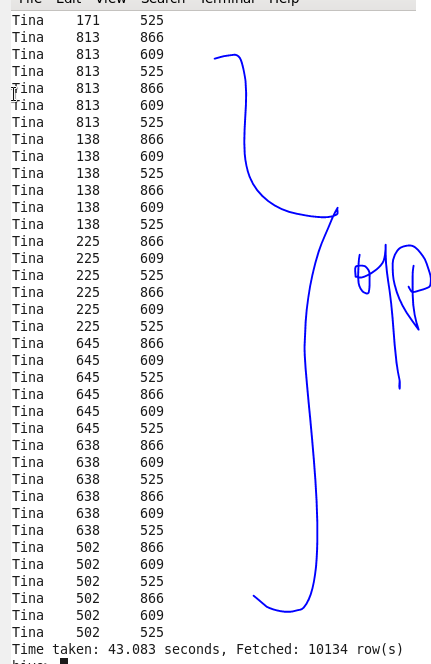 File Edit View Search Terminal Help
Tina 171 525
Tina 813 866
Tina 813 609
Tina 813 525
Tina 813 866
Tina 813 609
Tina 813 525
Tina 138 866
Tina 138 609
Tina 138 525
Tina 138 866
Tina 138 609
Tina 138 525
Tina 225 866
Tina 225 609
Tina 225 525
Tina 225 866
Tina 225 609
Tina 225 525
Tina 645 866
Tina 645 609
Tina 645 525
Tina 645 866
Tina 645 609
Tina 645 525
Tina 638 866
Tina 638 609
Tina 638 525
Tina 638 866
Tina 638 609
Tina 638 525
Tina 502 866
Tina 502 609
Tina 502 525
Tina 502 866
Tina 502 609
Tina 502 525
Time taken: 43.083 seconds, Fetched: 10134 row(s)
hive>